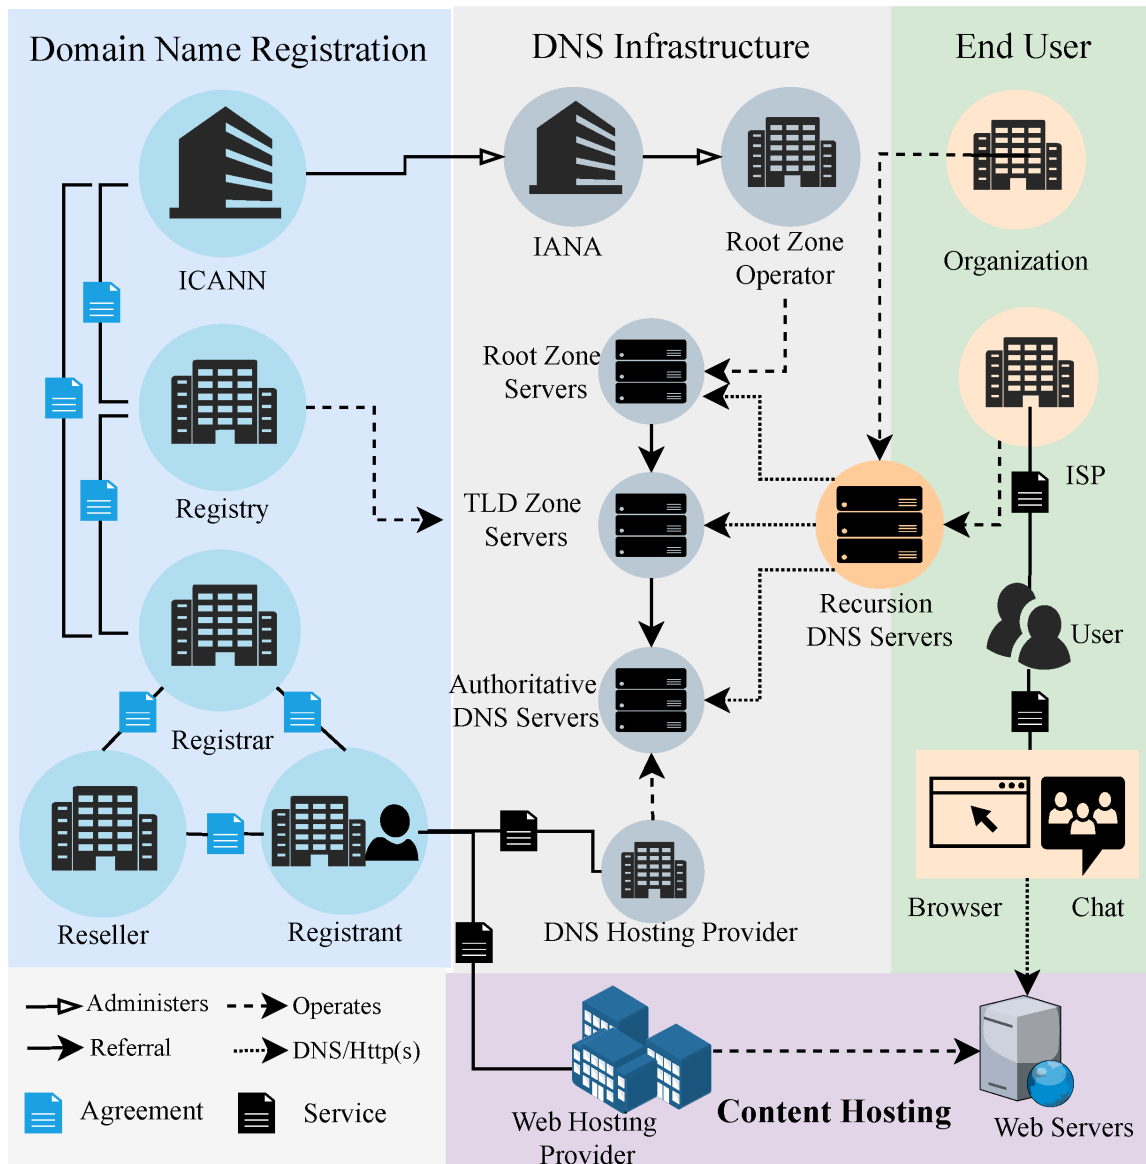 Domain Name Registration
DNS Infrastructure
End User
ICANN
IANA
Root Zone
Operator
Organization
Registry
Root Zone
Servers
ISP
TLD Zone
Servers
Recursion
DNS Servers
User
Registrar
Authoritative
DNS Servers
Reseller
Registrant
DNS Hosting Provider
Browser
Chat
Administers
Operates
Referral
DNS/Http(s)
Agreement
Service
Web Hosting
Provider
Content Hosting
Web Servers